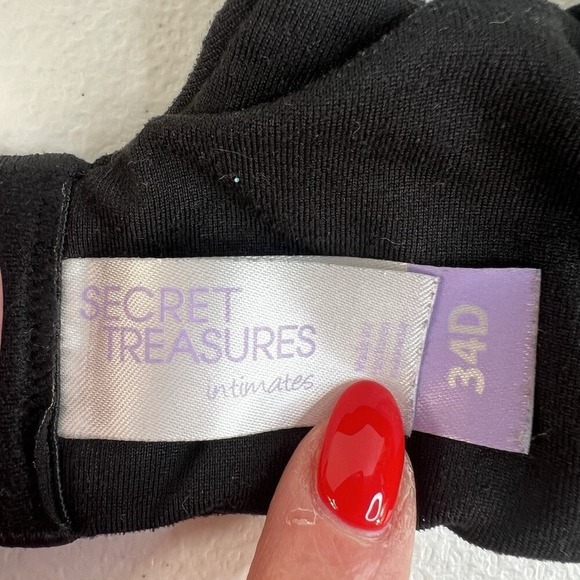 SECRET
TREASURES
intimates
34D